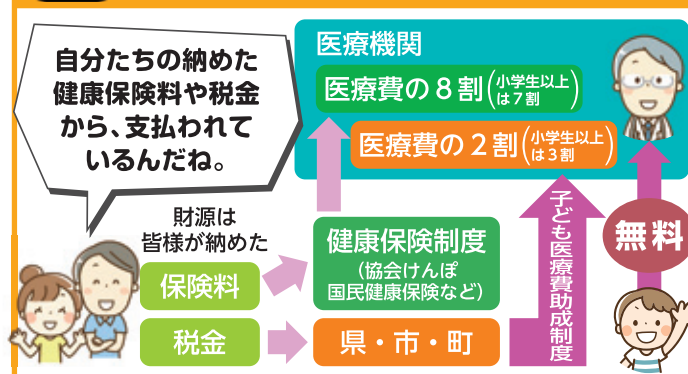 自分たちの納めた
健康保険料や税金
から、支払われて
いるんだね。
医療機関
医療費の8割(小学生以上は7割)
医療費の2割(小学生以上は3割)
財源は
皆様が納めた
保険料
税金
健康保険制度
(協会けんぽ
国民健康保険など)
県・市・町
子ども医療費助成制度
無料